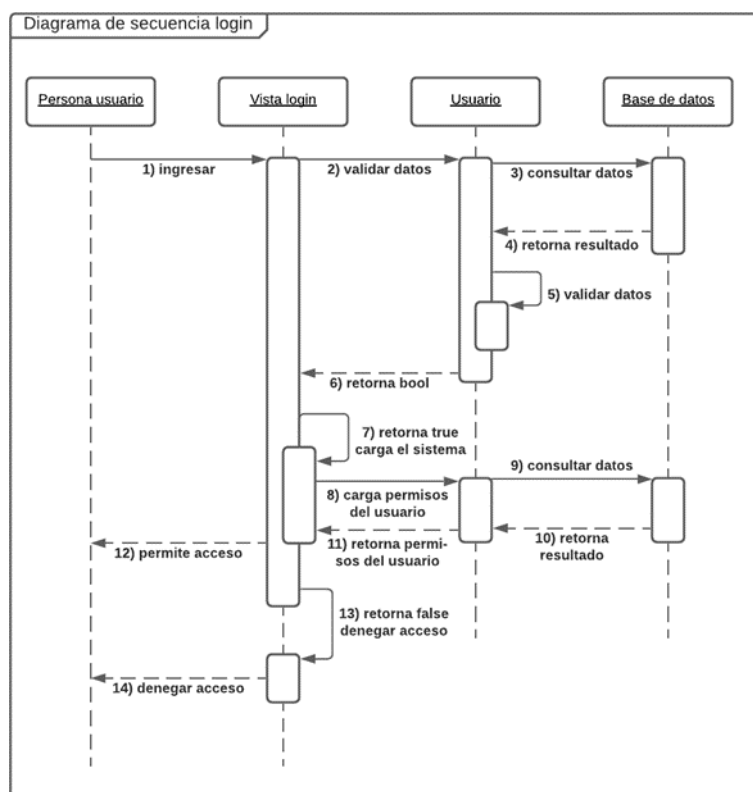 Diagrama de secuencia login
Persona usuario
Vista login
Usuario
Base de datos
1) ingresar
2) validar datos
3) consultar datos
4) retorna resultado
5) validar datos
6) retorna bool
7) retorna true
carga el sistema
8) carga permisos
del usuario
9) consultar datos
10) retorna
resultado
11) retorna permi-
sos del usuario
12) permite acceso
13) retorna false
denegar acceso
14) denegar acceso